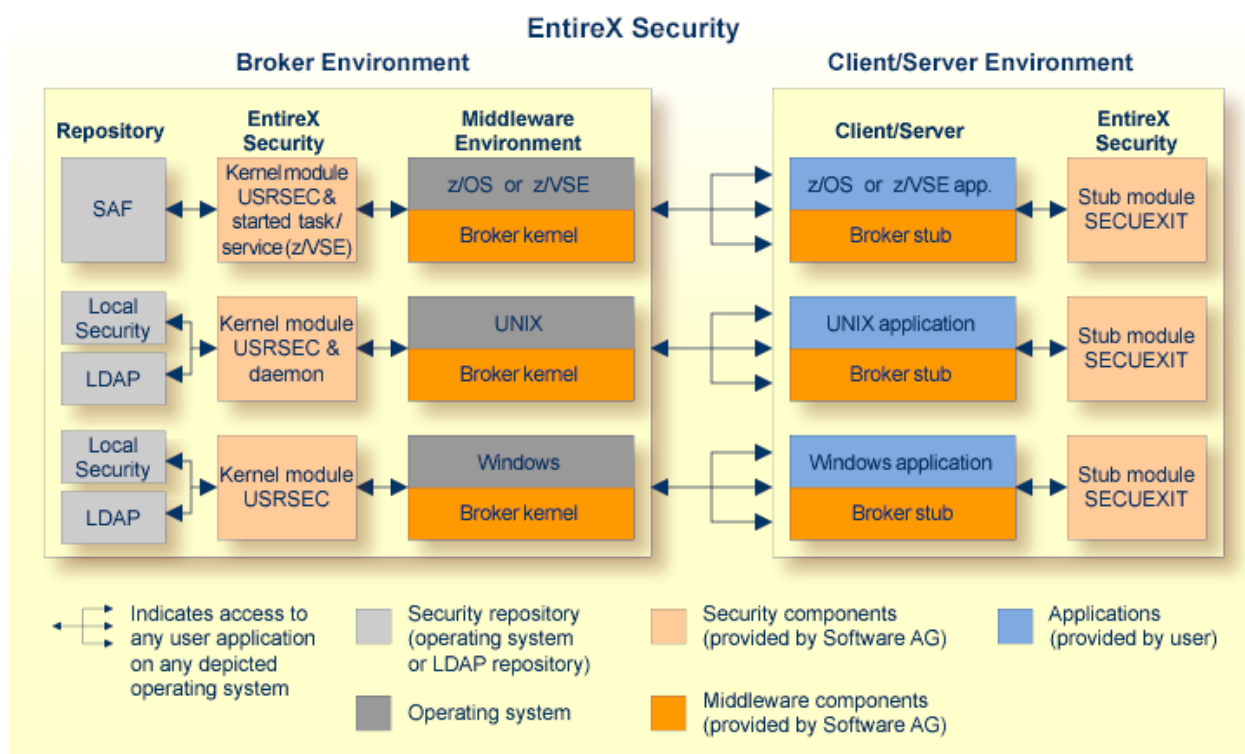 EntireX Security
Broker Environment
Client/Server Environment
Repository
EntireX
Security
Middleware
Environment
Client/Server
EntireX
Security
SAF
Kernel module
USRSEC &
started task/
service (z/VSE)
z/OS or z/VSE
Broker kernel
z/OS or z/VSE app.
Broker stub
Stub module
SECUEXIT
Local
Security
LDAP
Kernel module
USRSEC &
daemon
UNIX
Broker kernel
UNIX application
Broker stub
Stub module
SECUEXIT
Local
Security
LDAP
Kernel module
USRSEC
Windows
Broker kernel
Windows application
Broker stub
Stub module
SECUEXIT
Indicates access to
any user application
on any depicted
operating system
Security repository
(operating system
or LDAP repository)
Operating system
Security components
(provided by Software AG)
Middleware components
(provided by Software AG)
Applications
(provided by user)